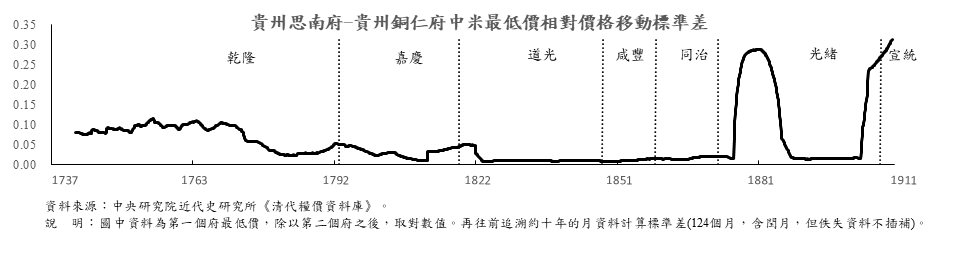 貴州思南府–貴州銅仁府中米最低價相對價格移動標準差
0.35
0.30
0.25
0.20
0.15
0.10
0.05
0.00
乾隆 嘉慶 道光 咸豐 同治 光緒 宣統
1737 1763 1792 1822 1851 1881 1911
資料來源：中央研究院近代史研究所《清代糧價資料庫》。
說　明：圖中資料為第一個府最低價，除以第二個府之後，取對數值。再往前追溯約十年的月資料計算標準差(124個月，含閏月，但佚失資料不插補)。